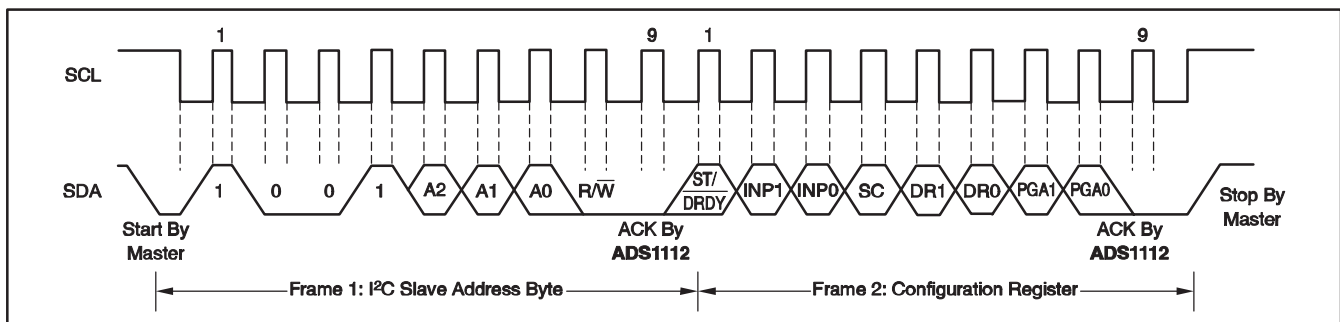 1 9 1 9
SCL
SDA 1 0 0 1 A2 A1 A0 R/W̅ ST/ D̅R̅D̅Y̅ INP1 INP0 SC DR1 DR0 PGA1 PGA0
Start By Master
ACK By ADS1112
ACK By ADS1112
Stop By Master
Frame 1: I²C Slave Address Byte
Frame 2: Configuration Register